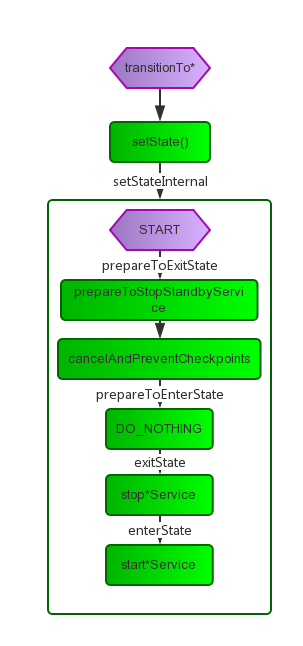 transitionTo*
setState()
setStateInternal
START
prepareToExitState
prepareToStopStandbyServi
ce
cancelAndPreventCheckpoints
prepareToEnterState
DO_NOTHING
exitState
stop*Service
enterState
start*Service